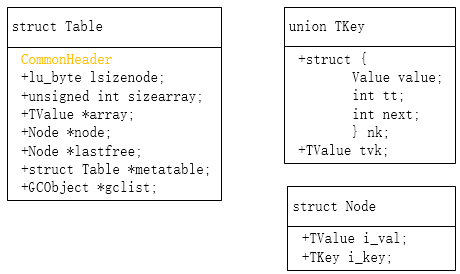 struct Table
CommonHeader
+lu_byte lsizenode;
+unsigned int sizearray;
+TValue *array;
+Node *node;
+Node *lastfree;
+struct Table *metatable;
+GCObject *gclist;
union TKey
+struct {
Value value;
int tt;
int next;
} nk;
+TValue tvk;
struct Node
+TValue i_val;
+TKey i_key;